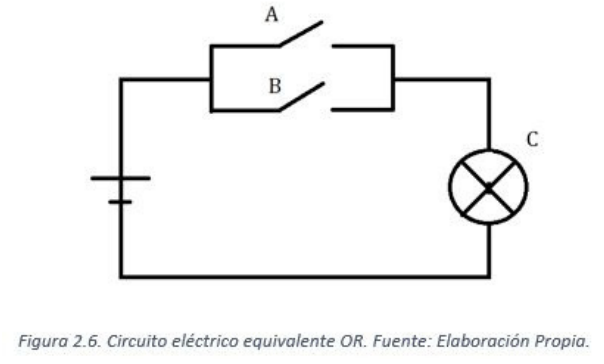 A
B
C
Figura 2.6. Circuito eléctrico equivalente OR. Fuente: Elaboración Propia.